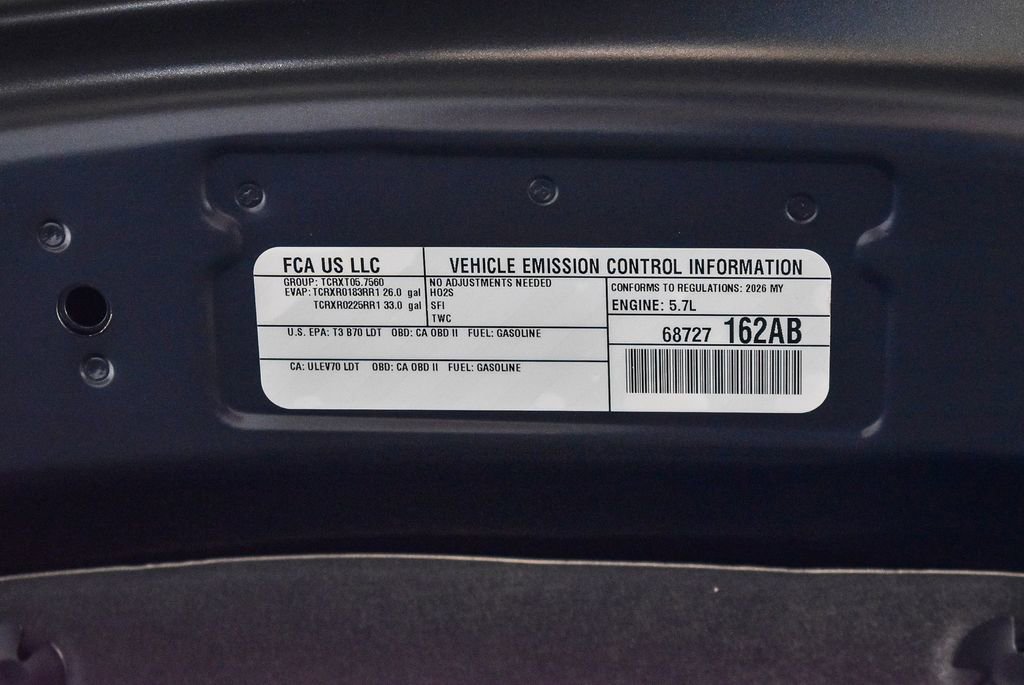 FCA US LLC
VEHICLE EMISSION CONTROL INFORMATION
GROUP: TCRXT05.7560
EVAP: TCRXR0183RR1 26.0 gal
TCRXR0225RR1 33.0 gal
NO ADJUSTMENTS NEEDED
HO2S
SFI
TWC
CONFORMS TO REGULATIONS: 2026 MY
ENGINE: 5.7L
U.S. EPA: T3 B70 LDT OBD: CA OBD II FUEL: GASOLINE
68727 162AB
CA: ULEV70 LDT OBD: CA OBD II FUEL: GASOLINE